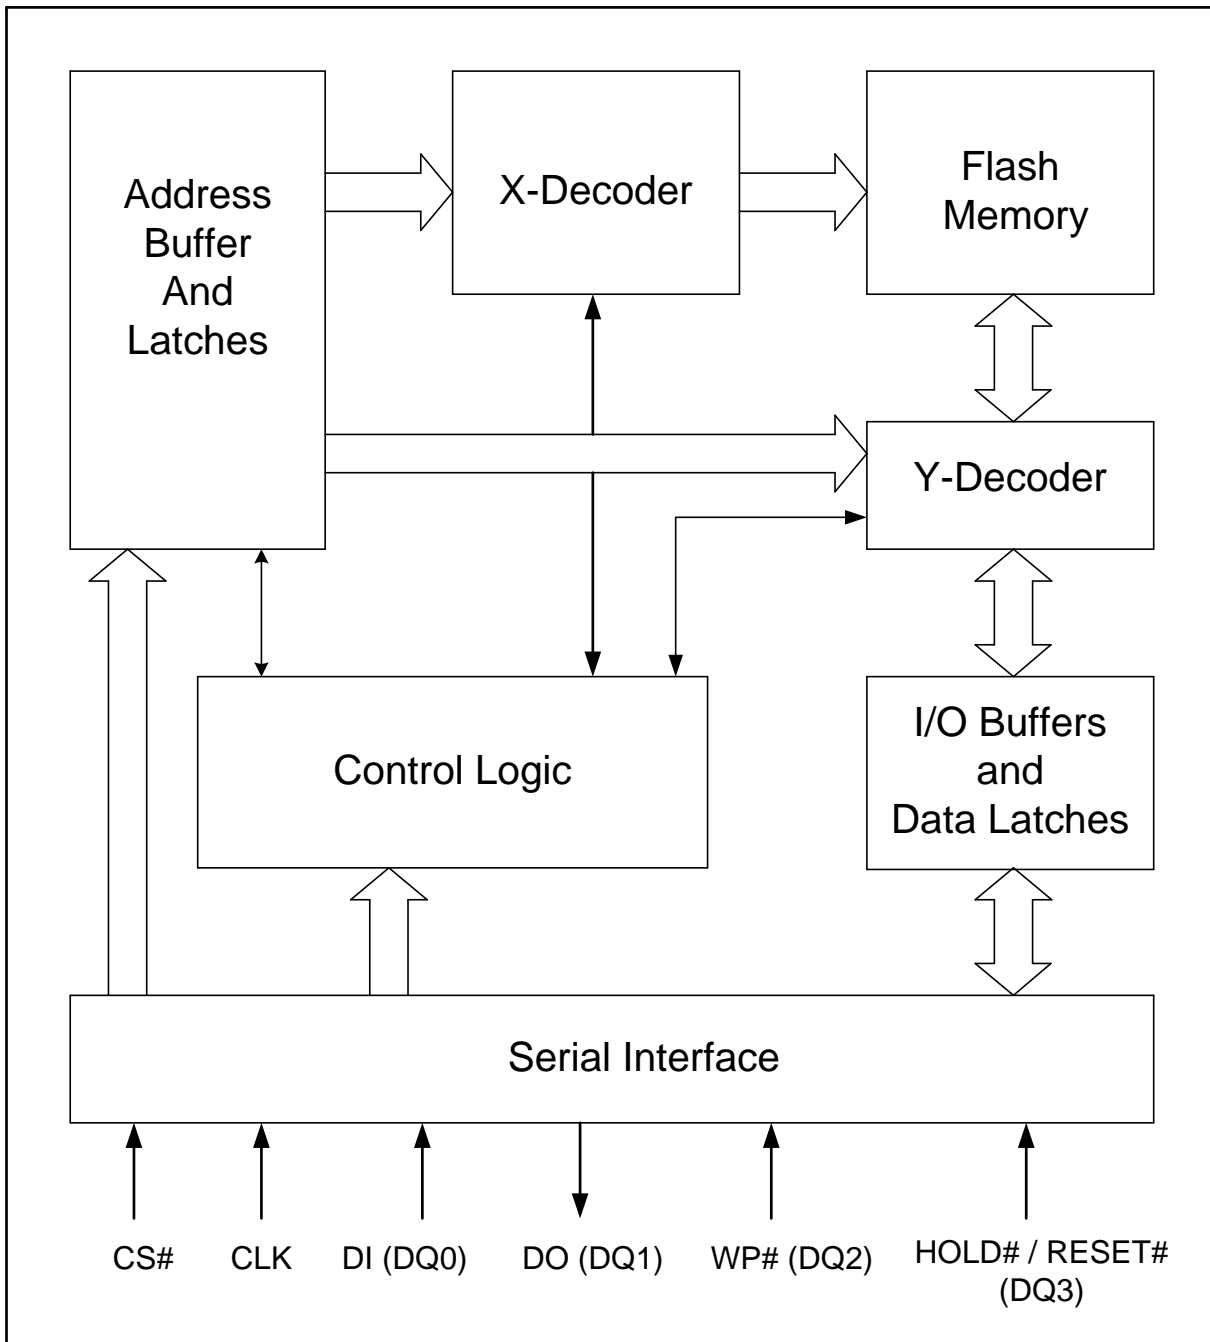 Address
Buffer
And
Latches
X-Decoder
Flash
Memory
Y-Decoder
Control Logic
I/O Buffers
and
Data Latches
Serial Interface
CS#
CLK
DI (DQ0)
DO (DQ1)
WP# (DQ2)
HOLD# / RESET#
(DQ3)